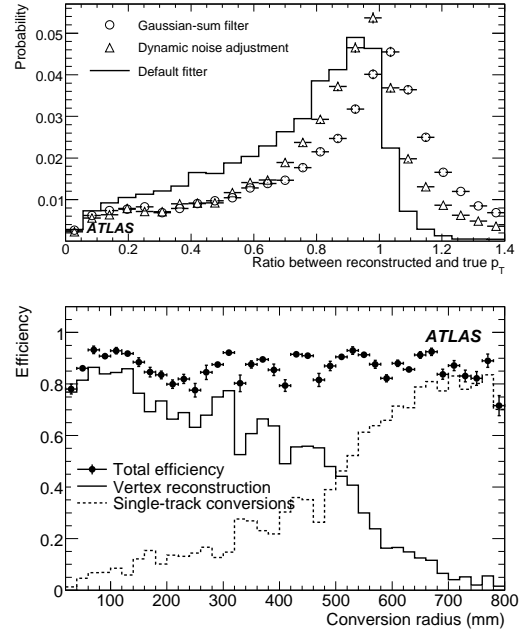 Probability
Gaussian-sum filter
Dynamic noise adjustment
Default fitter
0.05
0.04
0.03
0.02
0.01
ATLAS
0 0.2 0.4 0.6 0.8 1 1.2 1.4
Ratio between reconstructed and true p_T
Efficiency
ATLAS
1
0.8
0.6
Total efficiency
Vertex reconstruction
0.4
Single-track conversions
0.2
0
100 200 300 400 500 600 700 800
Conversion radius (mm)